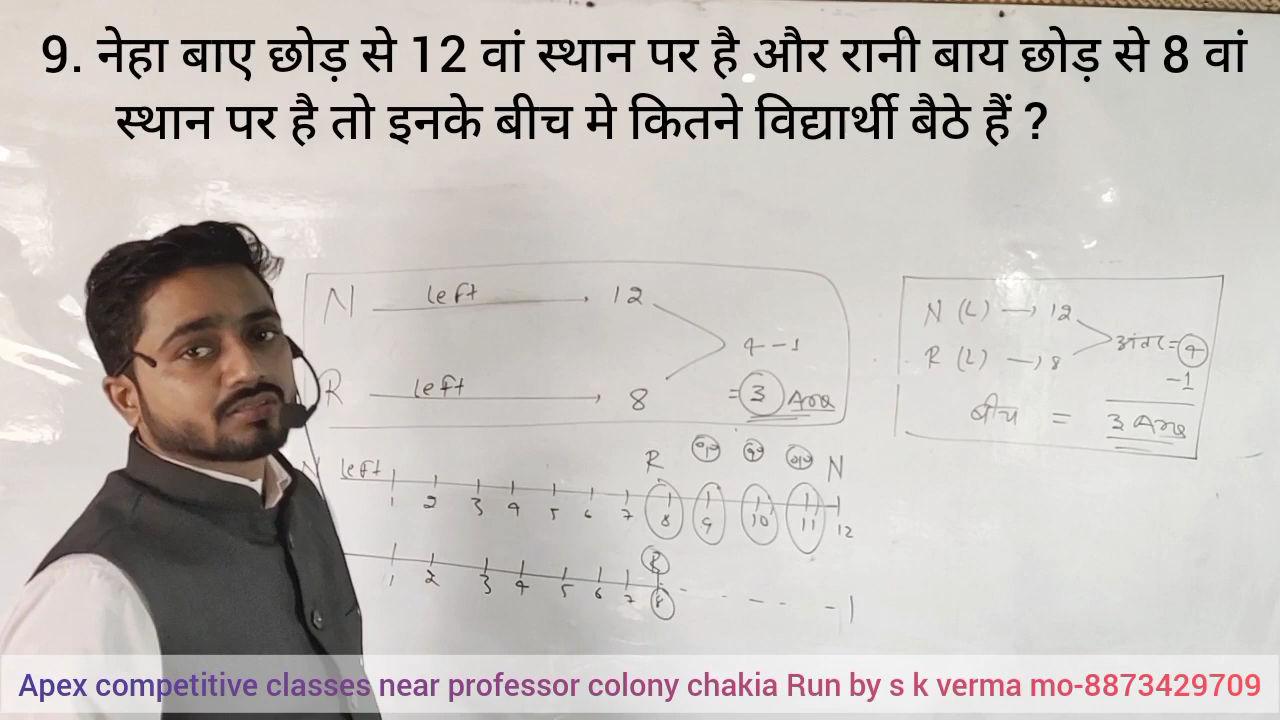 9. नेहा बाए छोड़ से 12 वां स्थान पर है और रानी बाय छोड़ से 8 वां
स्थान पर है तो इनके बीच मे कितने विद्यार्थी बैठे हैं ?
N left 12
4 - 1
R left 8
= 3 Ans
N (L) → 12
R (L) → 8
अंतर = 4
-1
बीच = 3 Ans
R N
left
1 2 3 4 5 6 7 8 9 10 11 12
R
1 2 3 4 5 6 7 8
Apex competitive classes near professor colony chakia Run by s k verma mo-8873429709